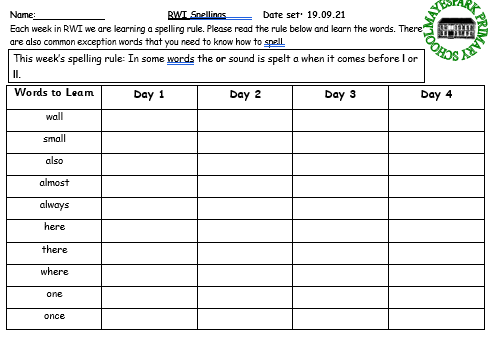 Name: RWI Spellings Date set: 19.09.21
Each week in RWI we are learning a spelling rule. Please read the rule below and learn the words. There
are also common exception words that you need to know how to spell.
MAYESPARK PRIMARY SCHOOL
This week's spelling rule: In some words the or sound is spelt a when it comes before l or
ll.
Words to Learn Day 1 Day 2 Day 3 Day 4
wall
small
also
almost
always
here
there
where
one
once